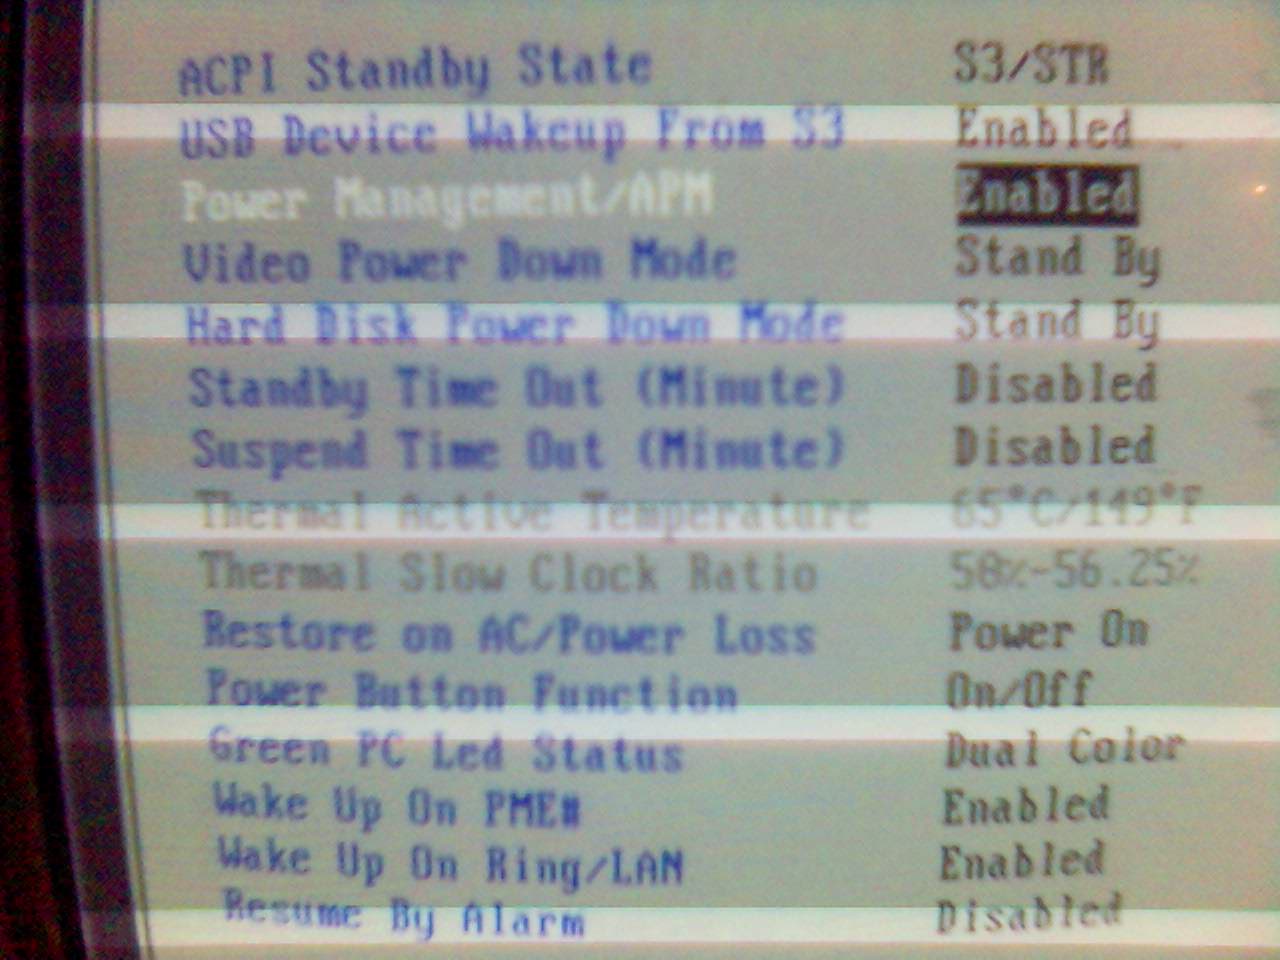 ACPI Standby State S3/STR
USB Device Wakeup From S3 Enabled
Power Management/APM Enabled
Video Power Down Mode Stand By
Hard Disk Power Down Mode Stand By
Standby Time Out (Minute) Disabled
Suspend Time Out (Minute) Disabled
Thermal Active Temperature 65°C/149°F
Thermal Slow Clock Ratio 50%-56.25%
Restore on AC/Power Loss Power On
Power Button Function On/Off
Green PC Led Status Dual Color
Wake Up On PME# Enabled
Wake Up On Ring/LAN Enabled
Resume By Alarm Disabled